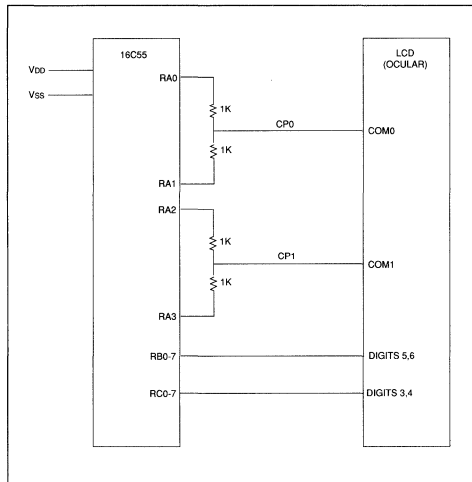 16C55
LCD
(OCULAR)
VDD
VSS
RA0
1K
CP0
COM0
1K
RA1
RA2
1K
CP1
COM1
1K
RA3
RB0-7
DIGITS 5,6
RC0-7
DIGITS 3,4